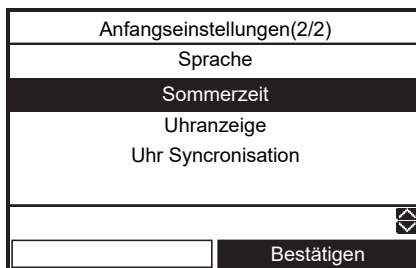 Anfangseinstellungen(2/2)
Sprache
Sommerzeit
Uhranzeige
Uhr Syncronisation
Bestätigen